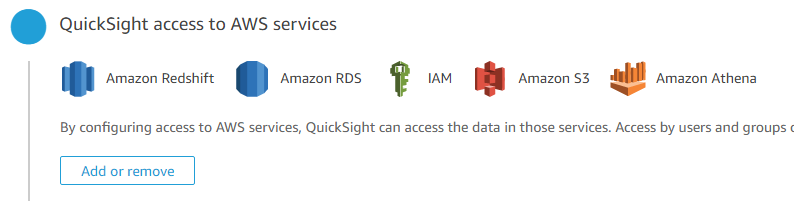 QuickSight access to AWS services
Amazon Redshift Amazon RDS IAM Amazon S3 Amazon Athena
By configuring access to AWS services, QuickSight can access the data in those services. Access by users and groups
Add or remove